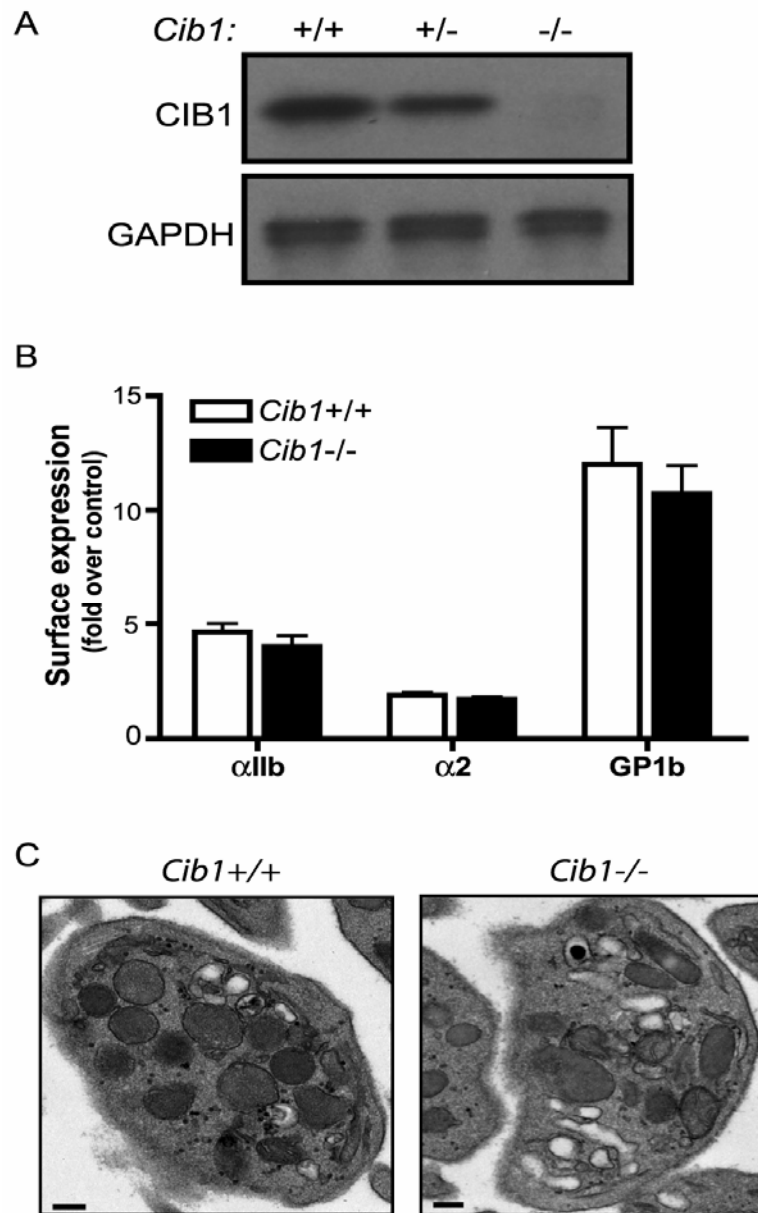 A
Cib1: +/+ +/- -/-
CIB1
GAPDH
B
15
10
5
0
Surface expression
(fold over control)
Cib1+/+
Cib1-/-
αIIb α2 GP1b
C
Cib1+/+ Cib1-/-